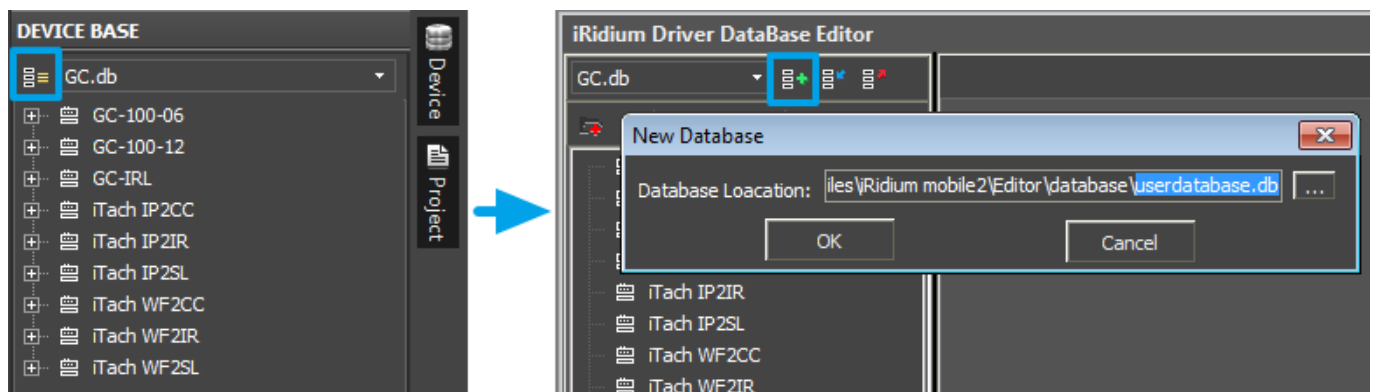 DEVICE BASE
GC.db
GC-100-06
GC-100-12
GC-IRL
iTach IP2CC
iTach IP2IR
iTach IP2SL
iTach WF2CC
iTach WF2IR
iTach WF2SL
Device
Project
iRidium Driver DataBase Editor
GC.db
New Database
Database Loacation: iles\iRidium mobile2\Editor\database\userdatabase.db ...
OK Cancel
iTach IP2IR
iTach IP2SL
iTach WF2CC
iTach WF2IR